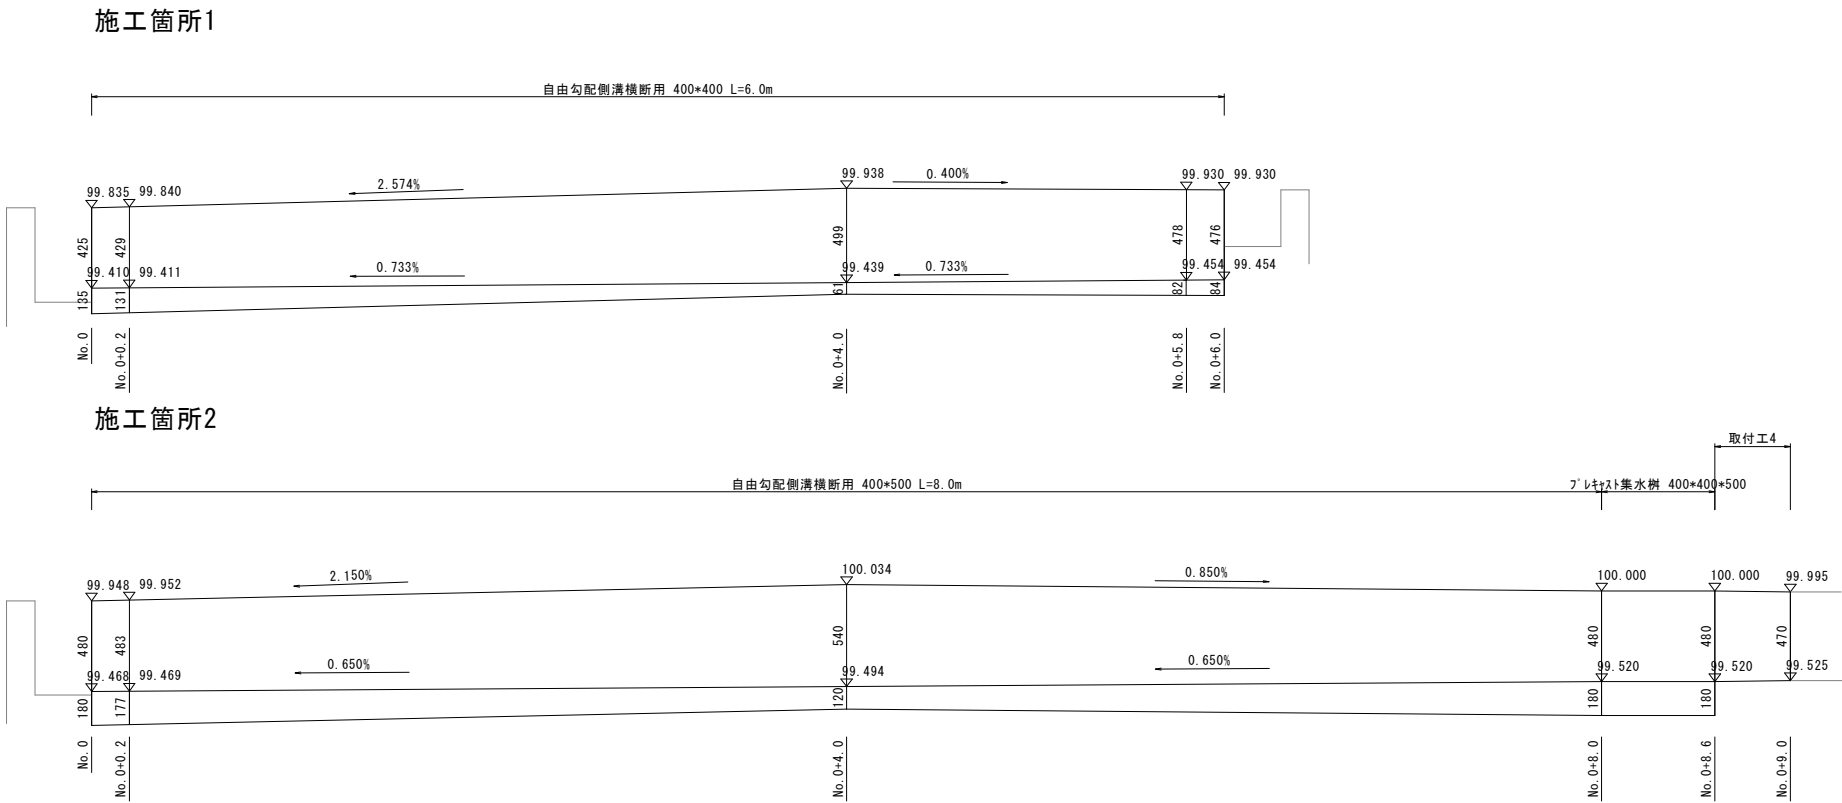 施工箇所1
自由勾配側溝横断用 400*400 L=6.0m
99.835 99.840 2.574% 99.938 0.400% 99.930 99.930
425 429 499 478 476
99.410 99.411 0.733% 99.439 0.733% 99.454 99.454
135 131 61 82 84
No.0 No.0+0.2 No.0+4.0 No.0+5.8 No.0+6.0
施工箇所2
取付工4
自由勾配側溝横断用 400*500 L=8.0m ﾌﾟﾚｷｬｽﾄ集水桝 400*400*500
99.948 99.952 2.150% 100.034 0.850% 100.000 100.000 99.995
480 483 540 480 480 470
99.468 99.469 0.650% 99.494 0.650% 99.520 99.520 99.525
180 177 120 180 180
No.0 No.0+0.2 No.0+4.0 No.0+8.0 No.0+8.6 No.0+9.0